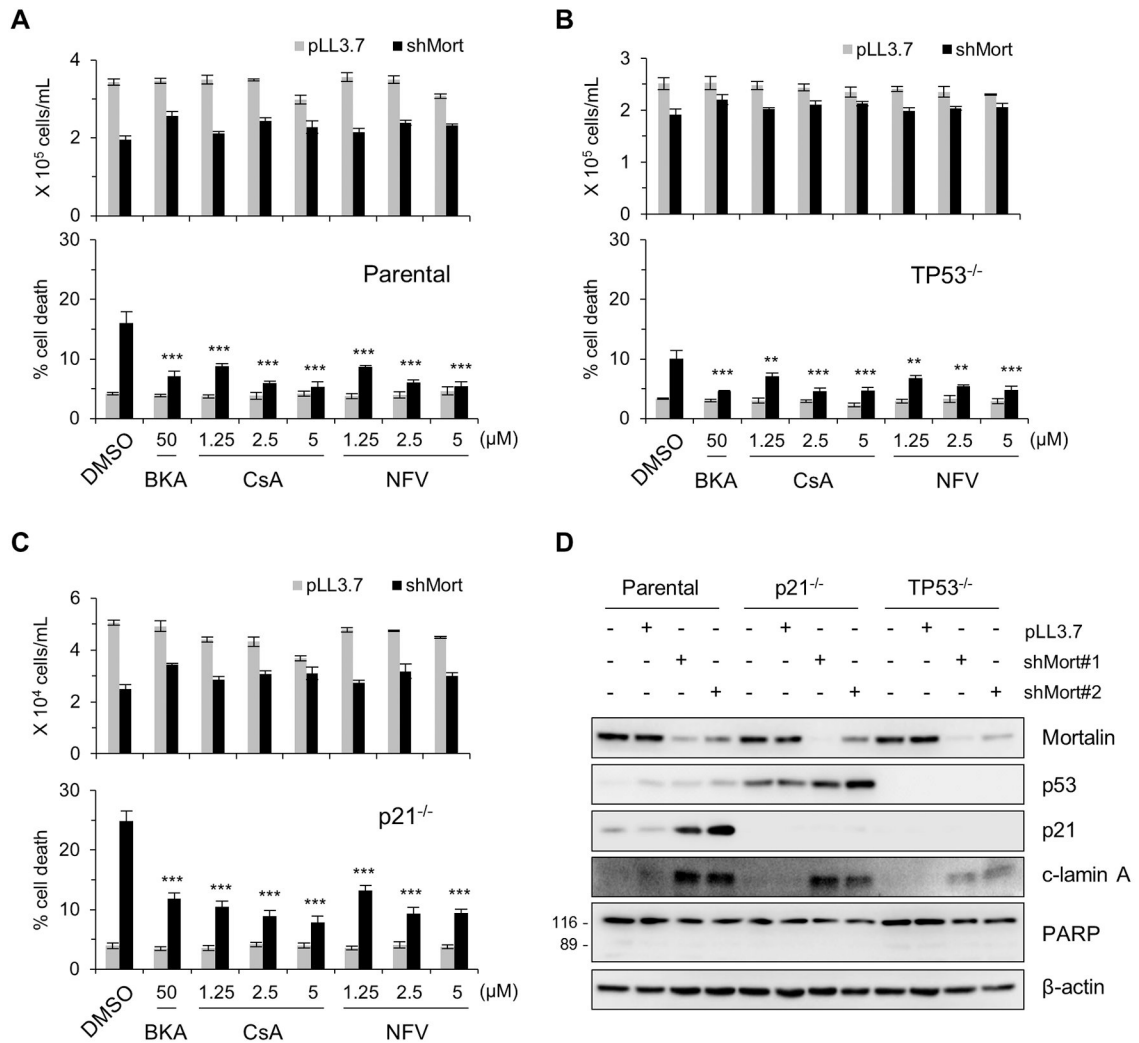 A
pLL3.7 shMort
X 10⁵ cells/mL
4
2
0
% cell death
30
20
10
0
Parental
*** *** *** *** *** *** ***
DMSO 50 1.25 2.5 5 1.25 2.5 5 (μM)
BKA CsA NFV
B
pLL3.7 shMort
X 10⁵ cells/mL
3
2
1
0
% cell death
30
20
10
0
TP53⁻/⁻
*** ** *** *** ** ** ***
DMSO 50 1.25 2.5 5 1.25 2.5 5 (μM)
BKA CsA NFV
C
pLL3.7 shMort
X 10⁴ cells/mL
6
4
2
0
% cell death
30
20
10
0
p21⁻/⁻
*** *** *** *** *** *** ***
DMSO 50 1.25 2.5 5 1.25 2.5 5 (μM)
BKA CsA NFV
D
Parental p21⁻/⁻ TP53⁻/⁻
- + - - - + - - - + - - pLL3.7
- - + - - - + - - - + - shMort#1
- - - + - - - + - - - + shMort#2
Mortalin
p53
p21
c-lamin A
116 -
89 -
PARP
β-actin